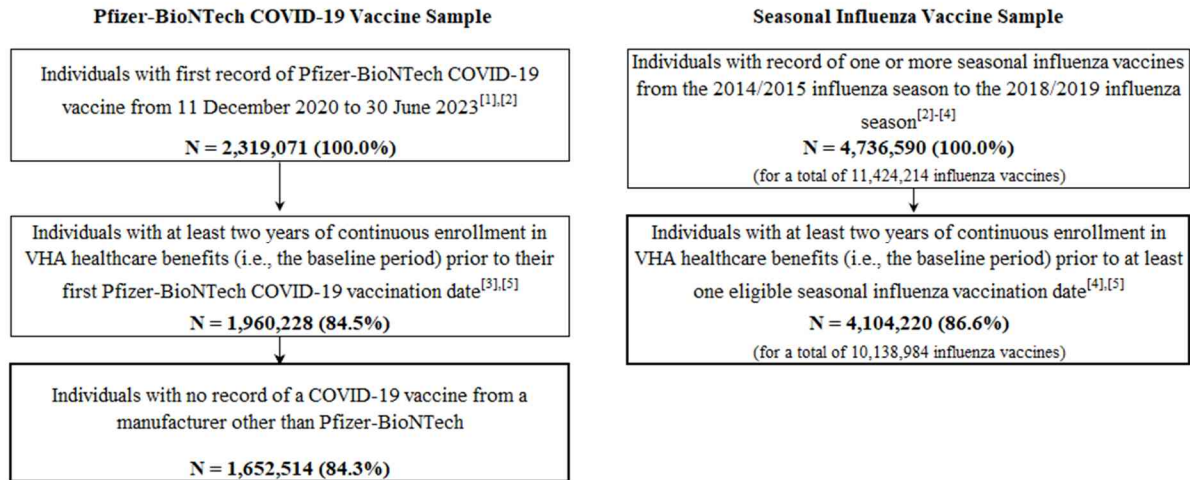 Pfizer-BioNTech COVID-19 Vaccine Sample
Individuals with first record of Pfizer-BioNTech COVID-19
vaccine from 11 December 2020 to 30 June 2023[1],[2]
N = 2,319,071 (100.0%)
Individuals with at least two years of continuous enrollment in
VHA healthcare benefits (i.e., the baseline period) prior to their
first Pfizer-BioNTech COVID-19 vaccination date[3],[5]
N = 1,960,228 (84.5%)
Individuals with no record of a COVID-19 vaccine from a
manufacturer other than Pfizer-BioNTech
N = 1,652,514 (84.3%)
Seasonal Influenza Vaccine Sample
Individuals with record of one or more seasonal influenza vaccines
from the 2014/2015 influenza season to the 2018/2019 influenza
season[2]-[4]
N = 4,736,590 (100.0%)
(for a total of 11,424,214 influenza vaccines)
Individuals with at least two years of continuous enrollment in
VHA healthcare benefits (i.e., the baseline period) prior to at least
one eligible seasonal influenza vaccination date[4],[5]
N = 4,104,220 (86.6%)
(for a total of 10,138,984 influenza vaccines)